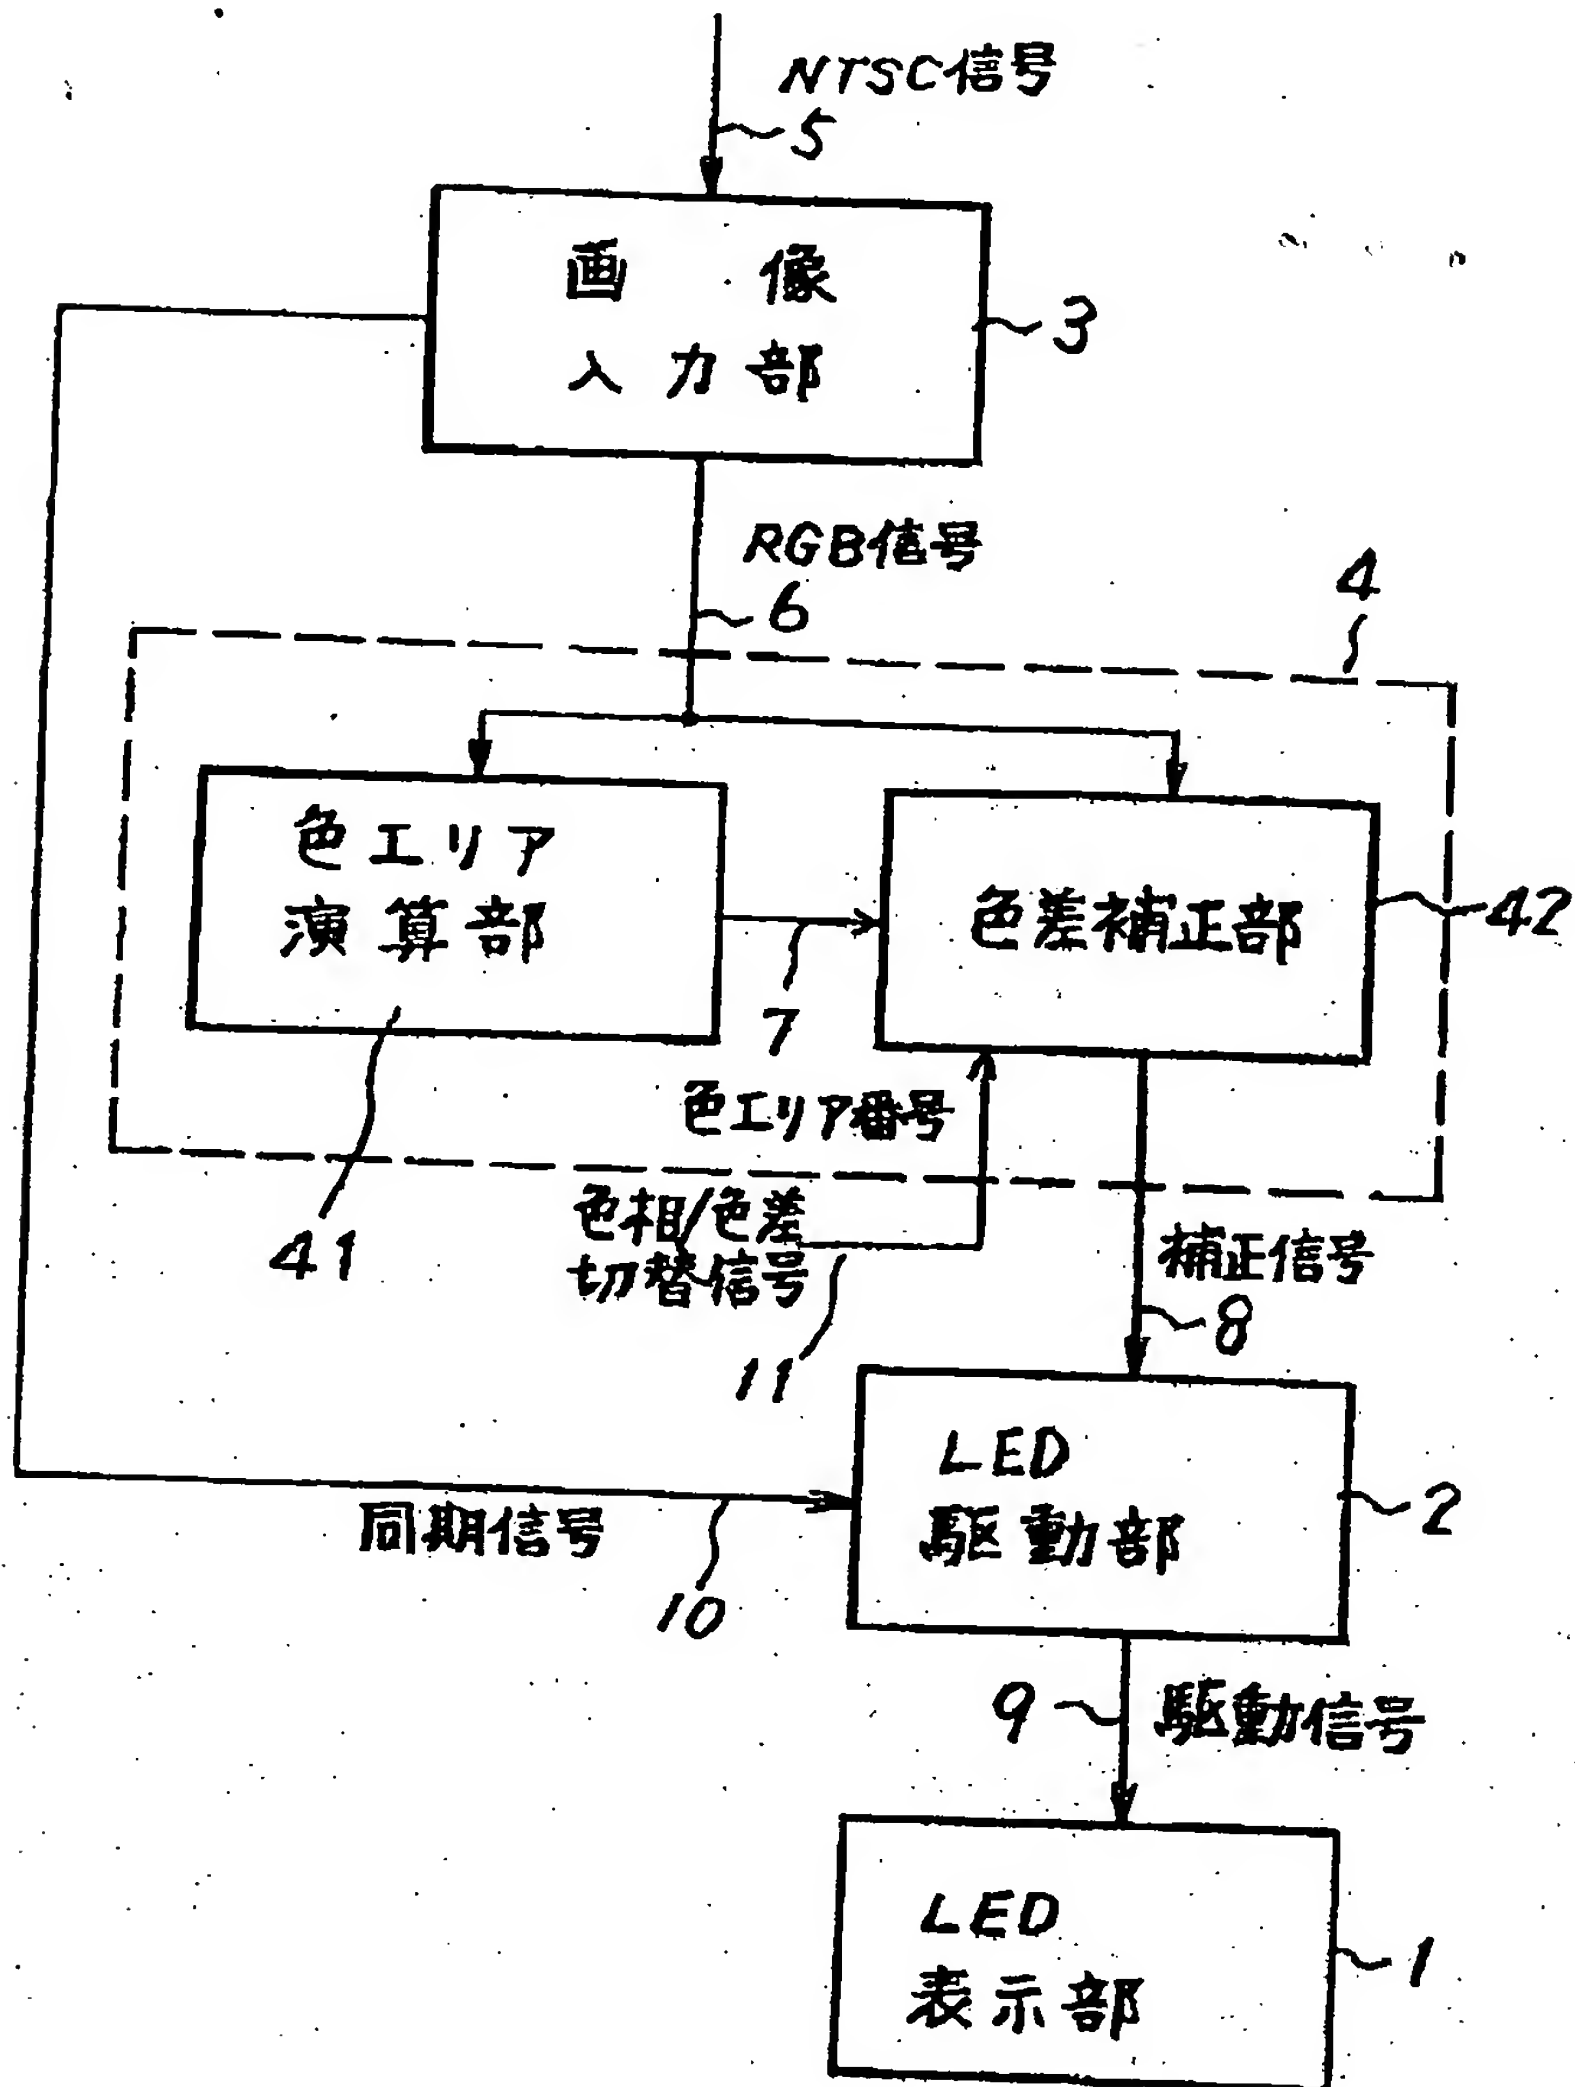 NTSC信号
5
画像
入力部
3
RGB信号
6
4
色エリア
演算部
色差補正部
42
7
色エリア番号
41
色相/色差
切替信号
11
補正信号
8
LED
駆動部
2
同期信号
10
9
駆動信号
LED
表示部
1